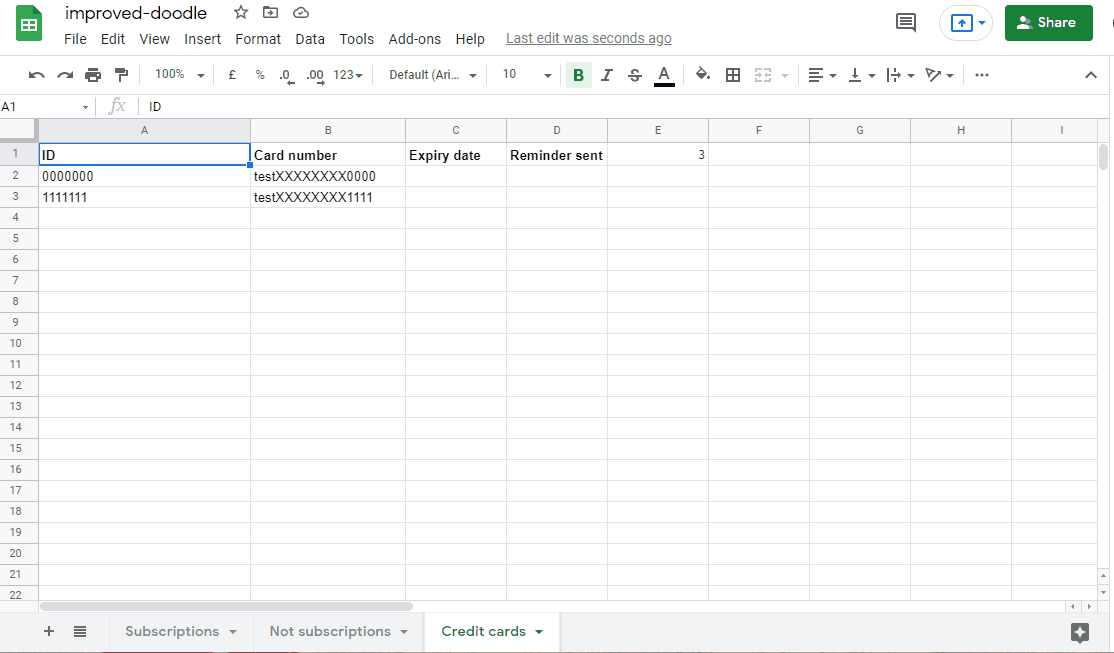 improved-doodle
File Edit View Insert Format Data Tools Add-ons Help Last edit was seconds ago
Share
100% £ % .0 .00 123 Default (Ari... 10 B I S A
A1 fx ID
A B C D E F G H I
1 ID Card number Expiry date Reminder sent 3
2 0000000 testXXXXXXXX0000
3 1111111 testXXXXXXXX1111
4
5
6
7
8
9
10
11
12
13
14
15
16
17
18
19
20
21
22
Subscriptions Not subscriptions Credit cards